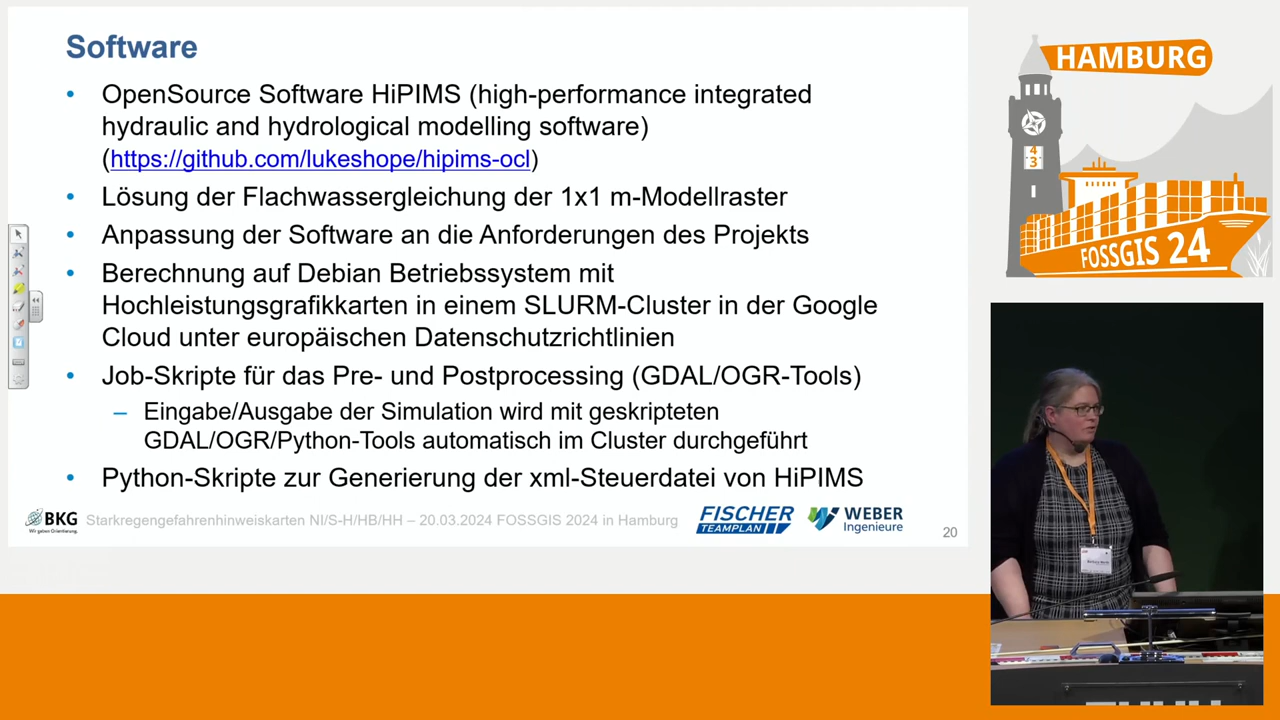 Software
• OpenSource Software HiPIMS (high-performance integrated
hydraulic and hydrological modelling software)
(https://github.com/lukeshope/hipims-ocl)
• Lösung der Flachwassergleichung der 1x1 m-Modellraster
• Anpassung der Software an die Anforderungen des Projekts
• Berechnung auf Debian Betriebssystem mit
Hochleistungsgrafikkarten in einem SLURM-Cluster in der Google
Cloud unter europäischen Datenschutzrichtlinien
• Job-Skripte für das Pre- und Postprocessing (GDAL/OGR-Tools)
– Eingabe/Ausgabe der Simulation wird mit geskripteten
GDAL/OGR/Python-Tools automatisch im Cluster durchgeführt
• Python-Skripte zur Generierung der xml-Steuerdatei von HiPIMS
BKG
Wir geben Orientierung.
Starkregengefahrenhinweiskarten NI/S-H/HB/HH – 20.03.2024 FOSSGIS 2024 in Hamburg
FISCHER
TEAMPLAN
WEBER
Ingenieure
20
HAMBURG
4
3
FOSSGIS 24